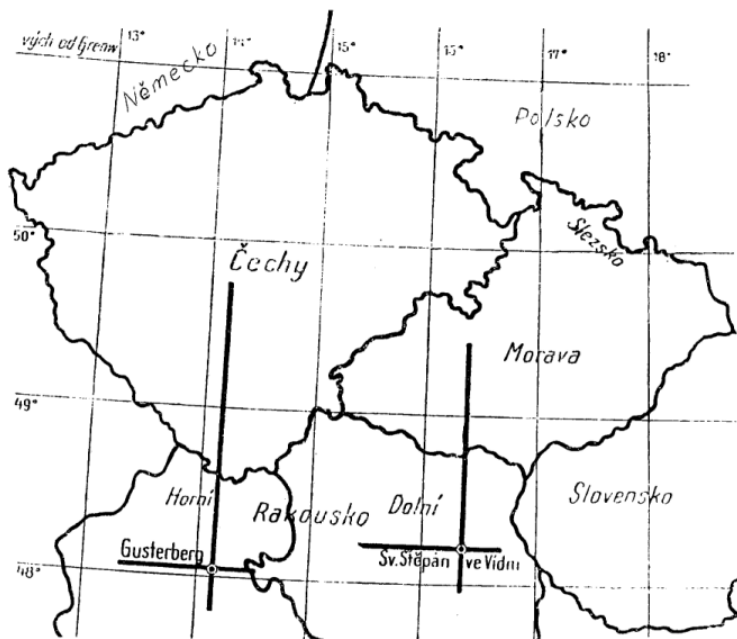 vých od Grenw 13° 14° 15° 16° 17° 18°
Německo
Polsko
50°
Slezsko
Čechy
Morava
49°
Horní
Rakousko
Dolní
Slovensko
Gusterberg
Sv. Štěpán ve Vídni
48°